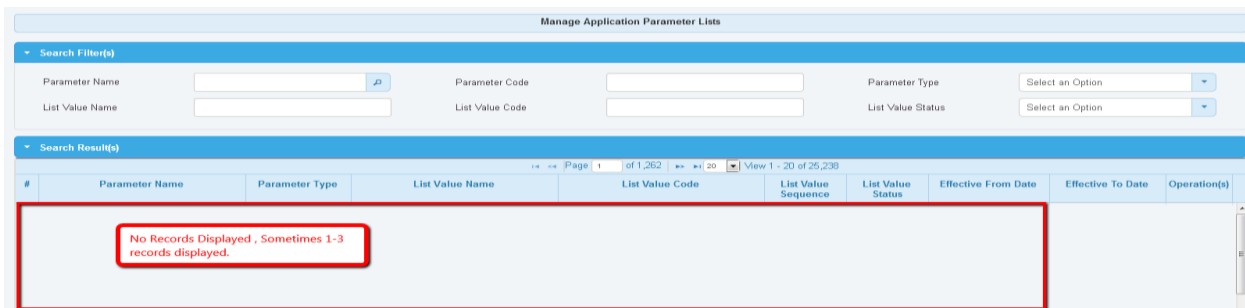 Manage Application Parameter Lists
Search Filter(s)
Parameter Name Parameter Code Parameter Type Select an Option
List Value Name List Value Code List Value Status Select an Option
Search Result(s)
Page 1 of 1,262 20 View 1 - 20 of 25,238
# Parameter Name Parameter Type List Value Name List Value Code List Value Sequence List Value Status Effective From Date Effective To Date Operation(s)
No Records Displayed , Sometimes 1-3
records displayed.